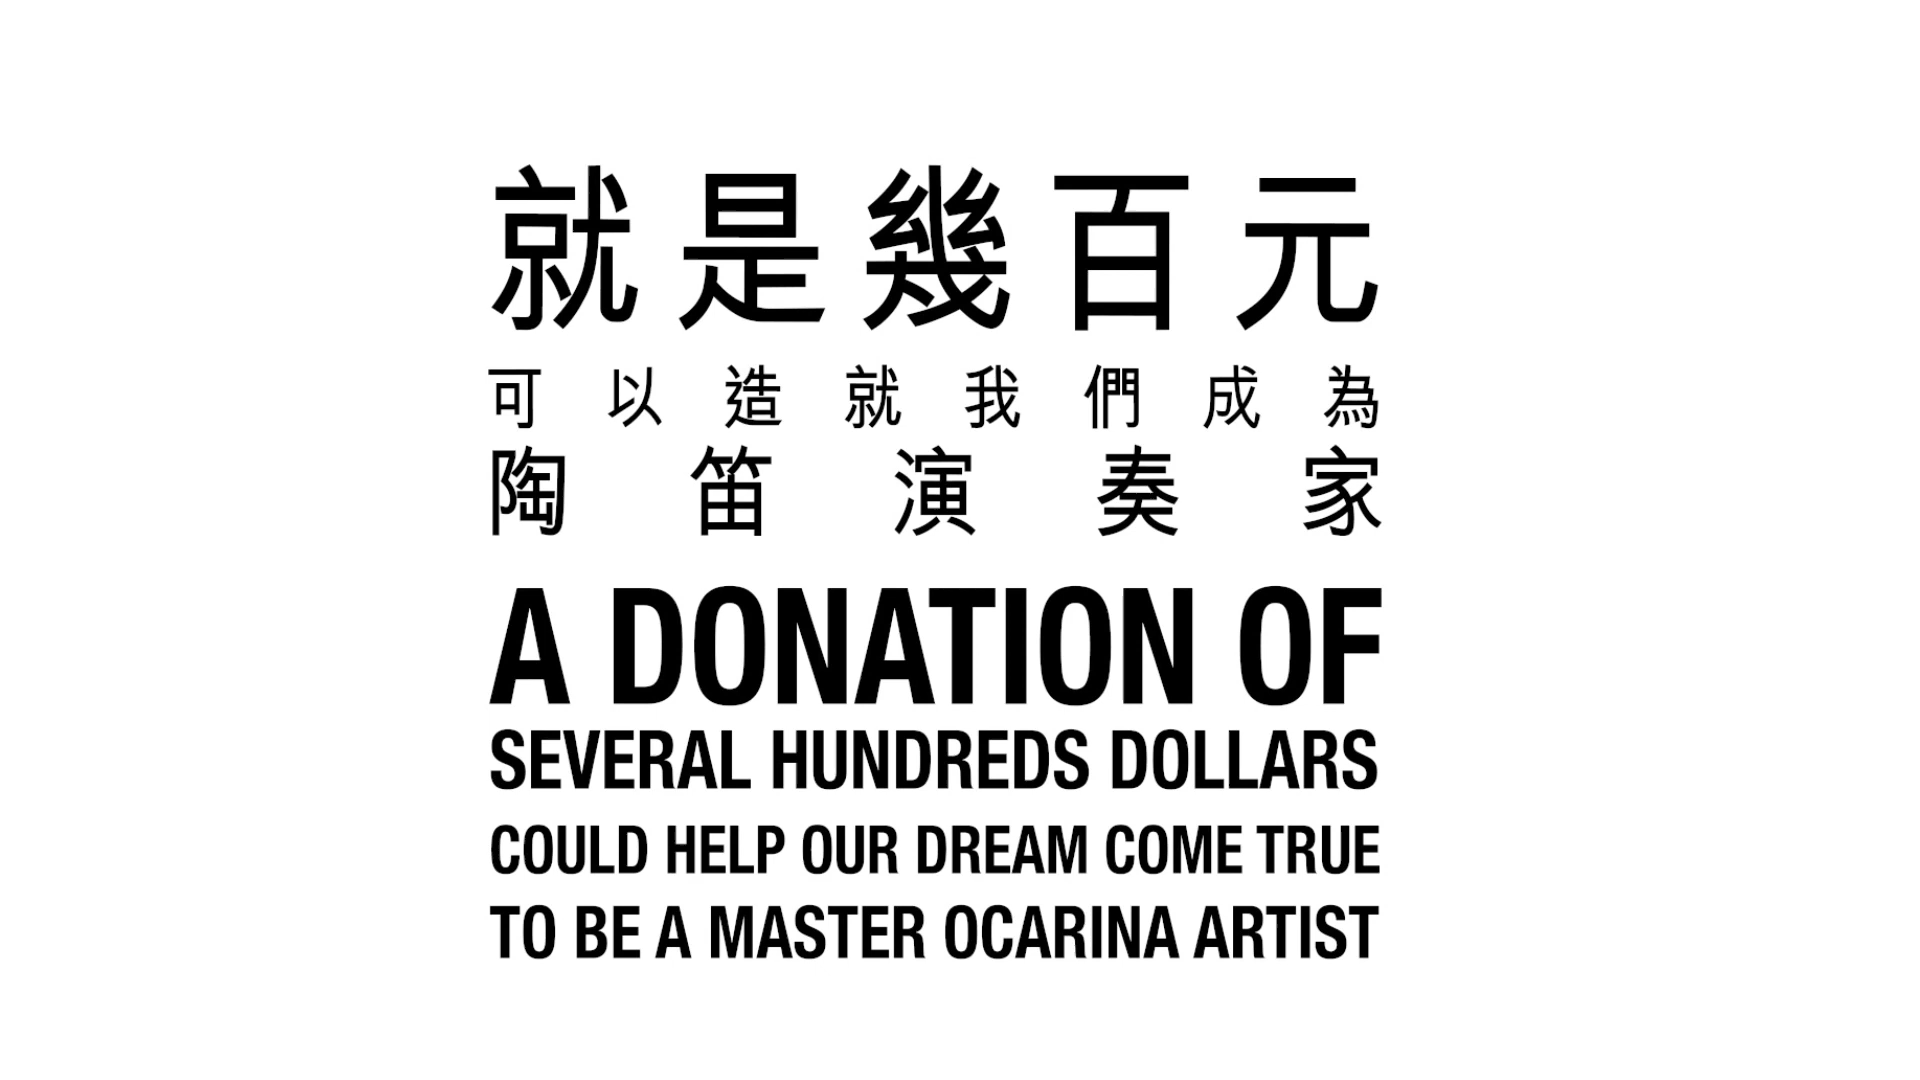 就是幾百元
可以造就我們成為
陶笛演奏家
A DONATION OF
SEVERAL HUNDREDS DOLLARS
COULD HELP OUR DREAM COME TRUE
TO BE A MASTER OCARINA ARTIST